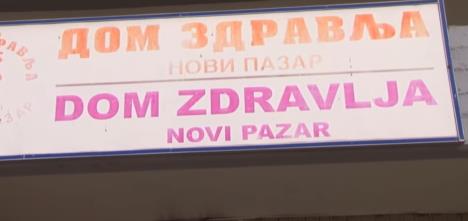 ДОМ ЗДРАВЉА
НОВИ ПАЗАР
DOM ZDRAVLJA
NOVI PAZAR